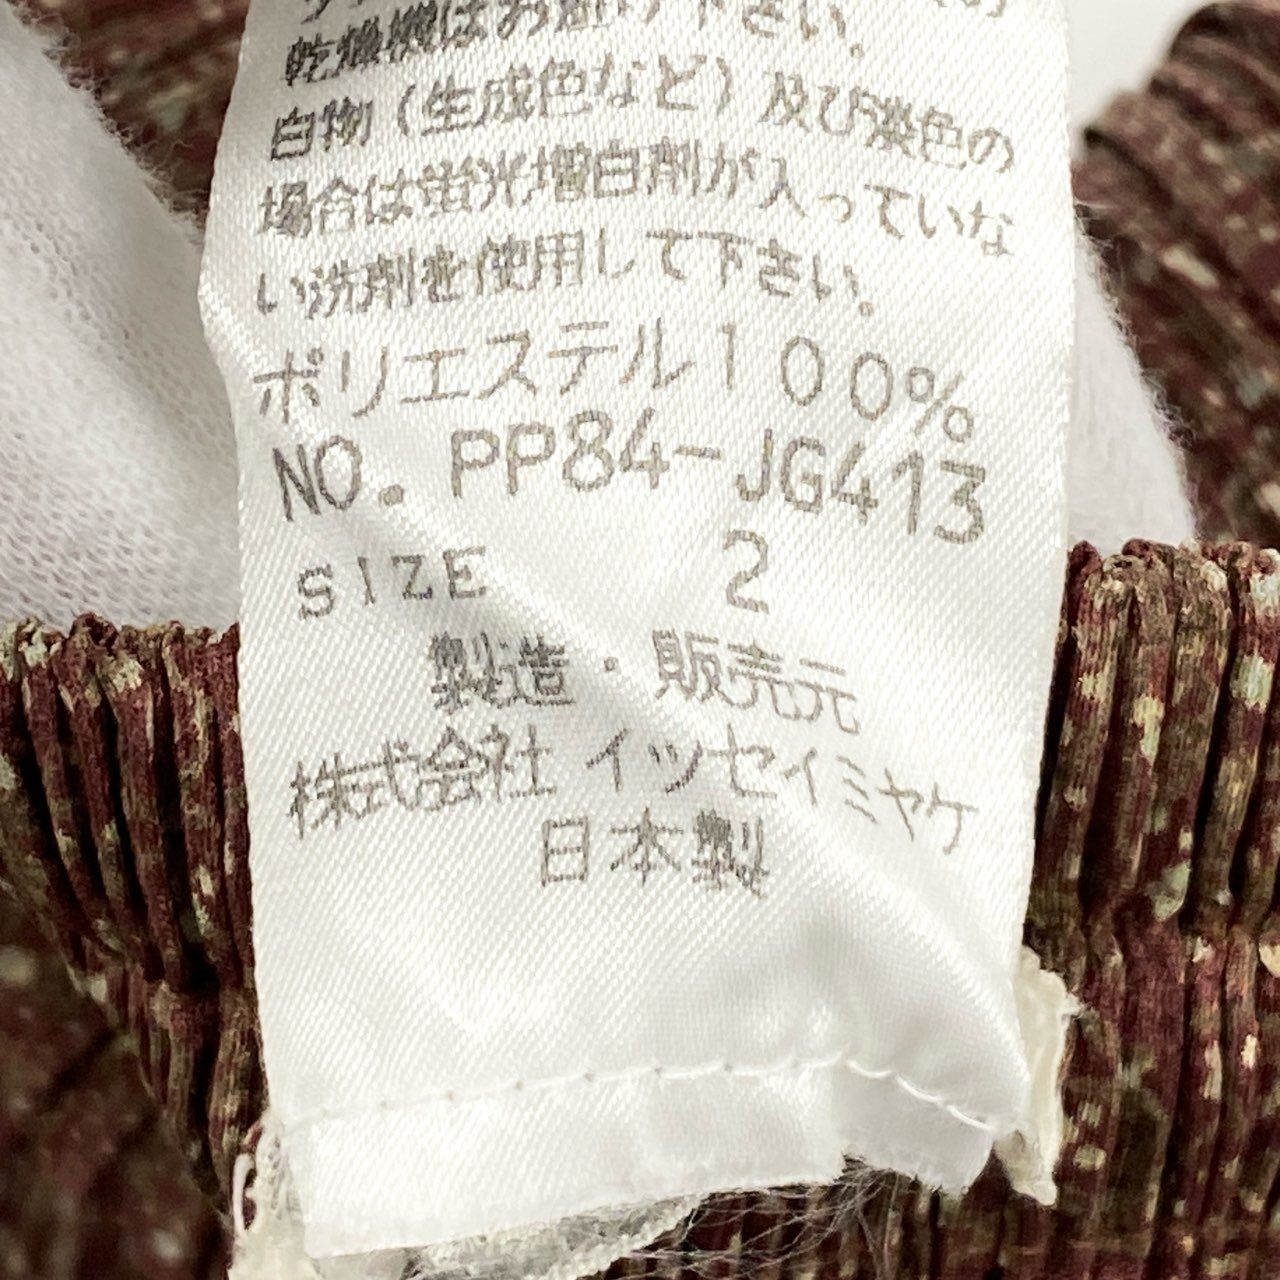 乾燥機はお避け下さい。
白物（生成色など）及び淡色の
場合は蛍光増白剤が入っていな
い洗剤を使用して下さい。
ポリエステル100%
NO. PP84-JG413
SIZE 2
製造・販売元
株式会社イッセイミヤケ
日本製